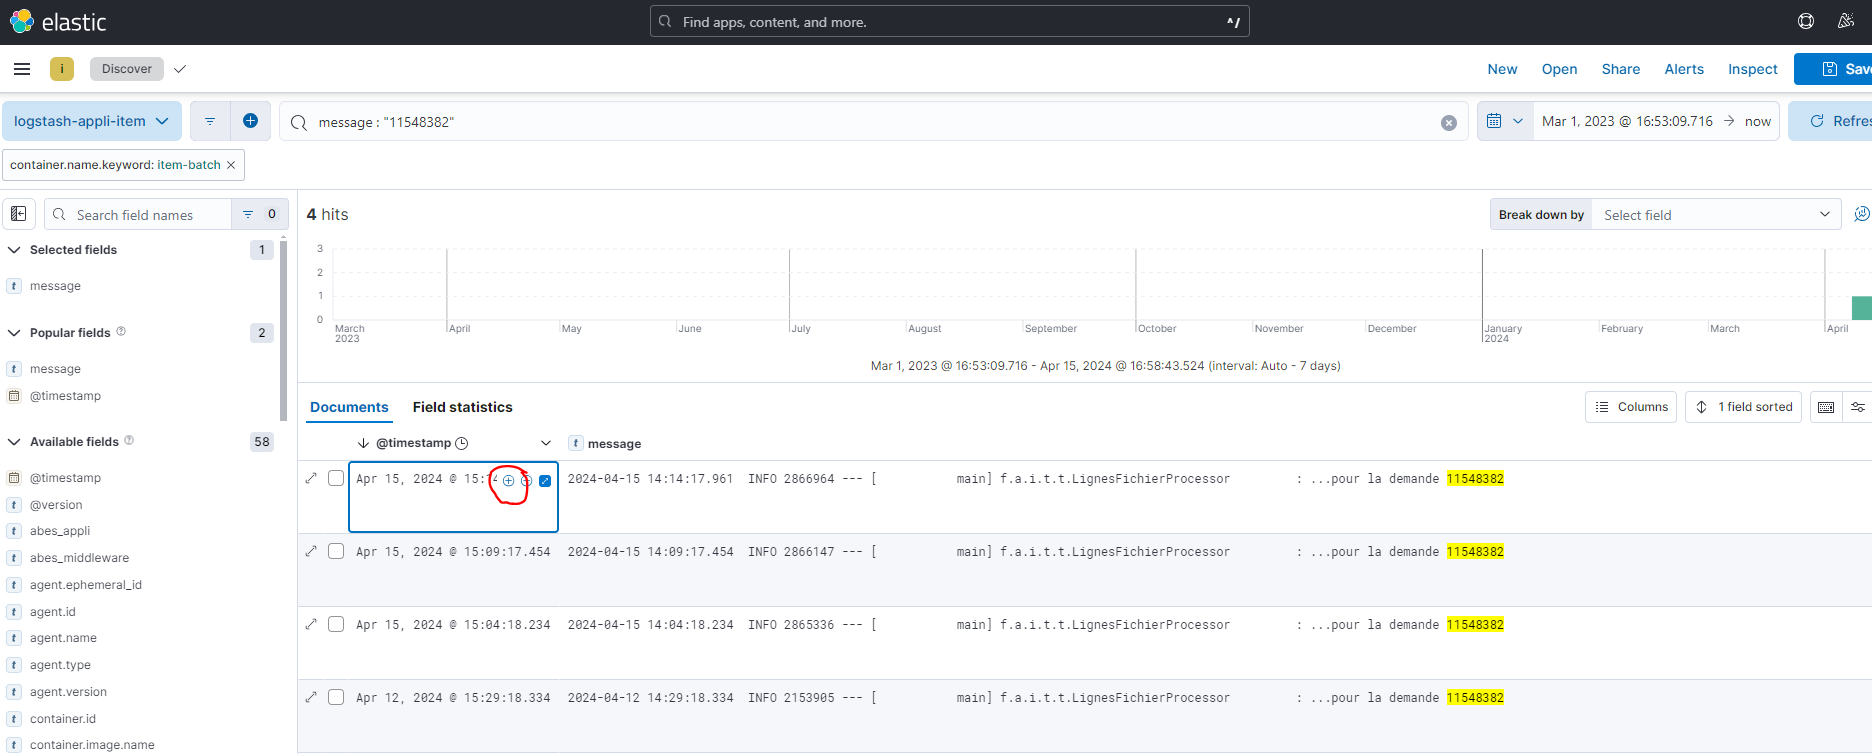 elastic
Find apps, content, and more.
^/
i
Discover
New
Open
Share
Alerts
Inspect
Save
logstash-appli-item
message : "11548382"
Mar 1, 2023 @ 16:53:09.716 → now
Refres
container.name.keyword: item-batch ×
Search field names
0
4 hits
Break down by
Select field
Selected fields
1
t message
Popular fields
2
t message
@timestamp
Available fields
58
@timestamp
t @version
t abes_appli
t abes_middleware
t agent.ephemeral_id
t agent.id
t agent.name
t agent.type
t agent.version
t container.id
t container.image.name
3
2
1
0
March 2023
April
May
June
July
August
September
October
November
December
January 2024
February
March
April
Mar 1, 2023 @ 16:53:09.716 - Apr 15, 2024 @ 16:58:43.524 (interval: Auto - 7 days)
Documents
Field statistics
Columns
1 field sorted
@timestamp
t message
Apr 15, 2024 @ 15:14 2024-04-15 14:14:17.961 INFO 2866964 --- [ main] f.a.i.t.t.LignesFichierProcessor : ...pour la demande 11548382
Apr 15, 2024 @ 15:09:17.454 2024-04-15 14:09:17.454 INFO 2866147 --- [ main] f.a.i.t.t.LignesFichierProcessor : ...pour la demande 11548382
Apr 15, 2024 @ 15:04:18.234 2024-04-15 14:04:18.234 INFO 2865336 --- [ main] f.a.i.t.t.LignesFichierProcessor : ...pour la demande 11548382
Apr 12, 2024 @ 15:29:18.334 2024-04-12 14:29:18.334 INFO 2153905 --- [ main] f.a.i.t.t.LignesFichierProcessor : ...pour la demande 11548382